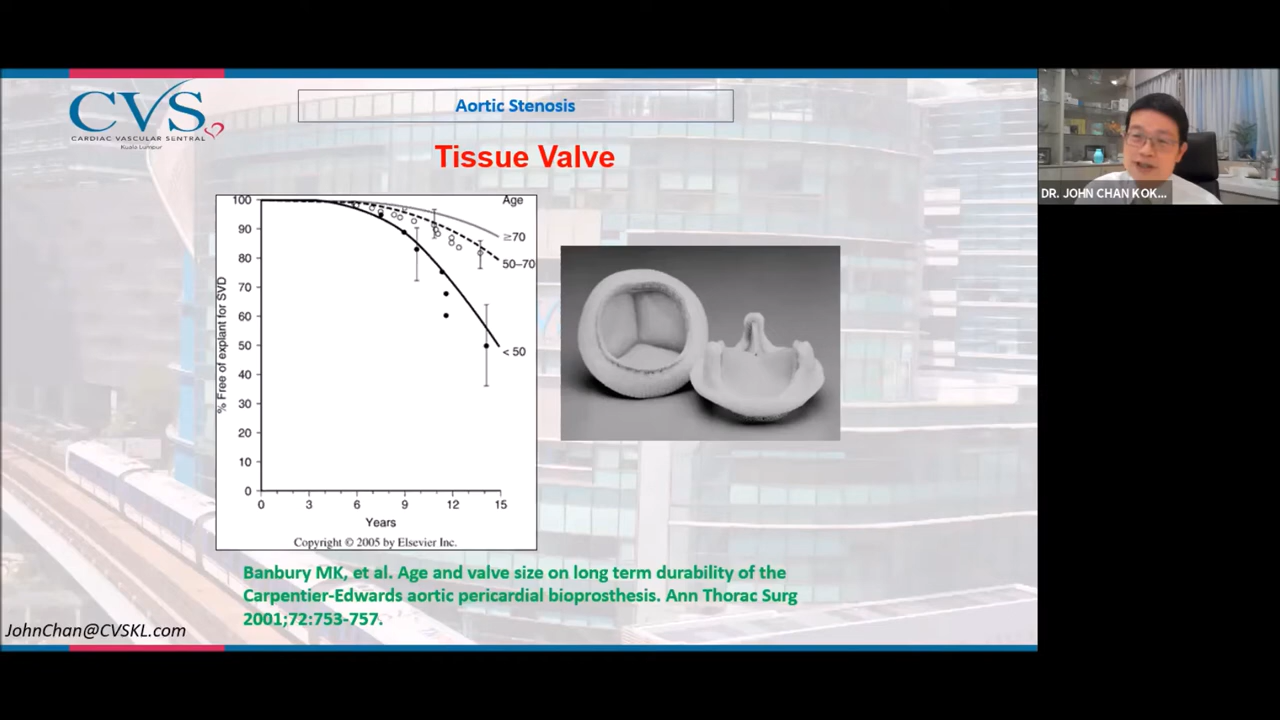 CVS
CARDIAC VASCULAR SENTRAL
Kuala Lumpur
Aortic Stenosis
Tissue Valve
DR. JOHN CHAN KOK...
100
90
80
70
60
50
40
30
20
10
0
% Free of explant for SVD
Age
≥70
50–70
< 50
0 3 6 9 12 15
Years
Copyright © 2005 by Elsevier Inc.
Banbury MK, et al. Age and valve size on long term durability of the
Carpentier-Edwards aortic pericardial bioprosthesis. Ann Thorac Surg
2001;72:753-757.
JohnChan@CVSKL.com